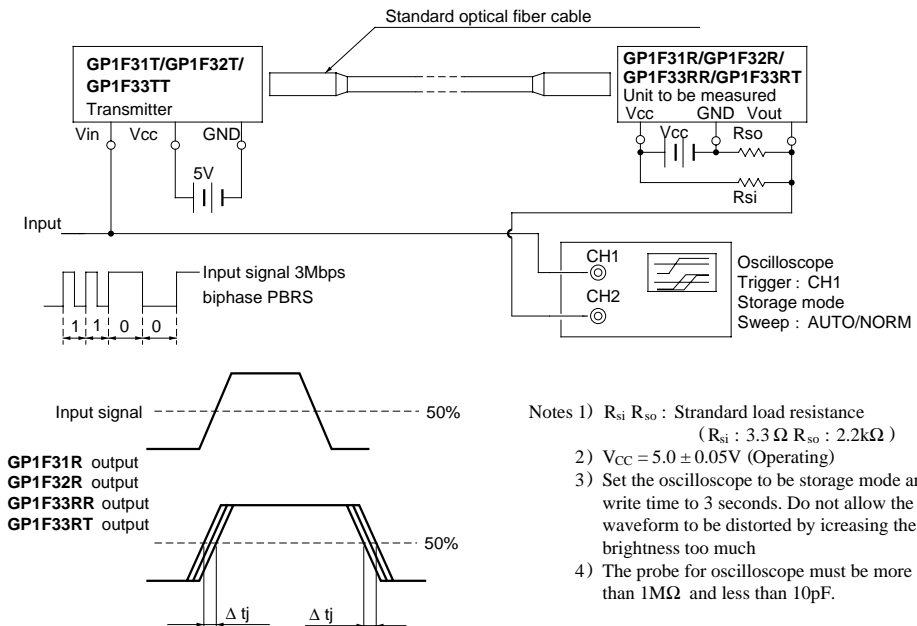 Standard optical fiber cable
GP1F31T/GP1F32T/
GP1F33TT
Transmitter
Vin Vcc GND
5V
GP1F31R/GP1F32R/
GP1F33RR/GP1F33RT
Unit to be measured
Vcc GND Vout
Vcc Rso
Rsi
Input
CH1
CH2
Oscilloscope
Trigger : CH1
Storage mode
Sweep : AUTO/NORM
Input signal 3Mbps
biphase PBRS
1 1 0 0
Input signal 50%
GP1F31R output
GP1F32R output
GP1F33RR output
GP1F33RT output
50%
Δ tj Δ tj
Notes 1) Rsi Rso : Strandard load resistance
( Rsi : 3.3 Ω Rso : 2.2kΩ )
2) VCC = 5.0 ± 0.05V (Operating)
3) Set the oscilloscope to be storage mode
write time to 3 seconds. Do not allow the
waveform to be distorted by icreasing the
brightness too much
4) The probe for oscilloscope must be more
than 1MΩ and less than 10pF.